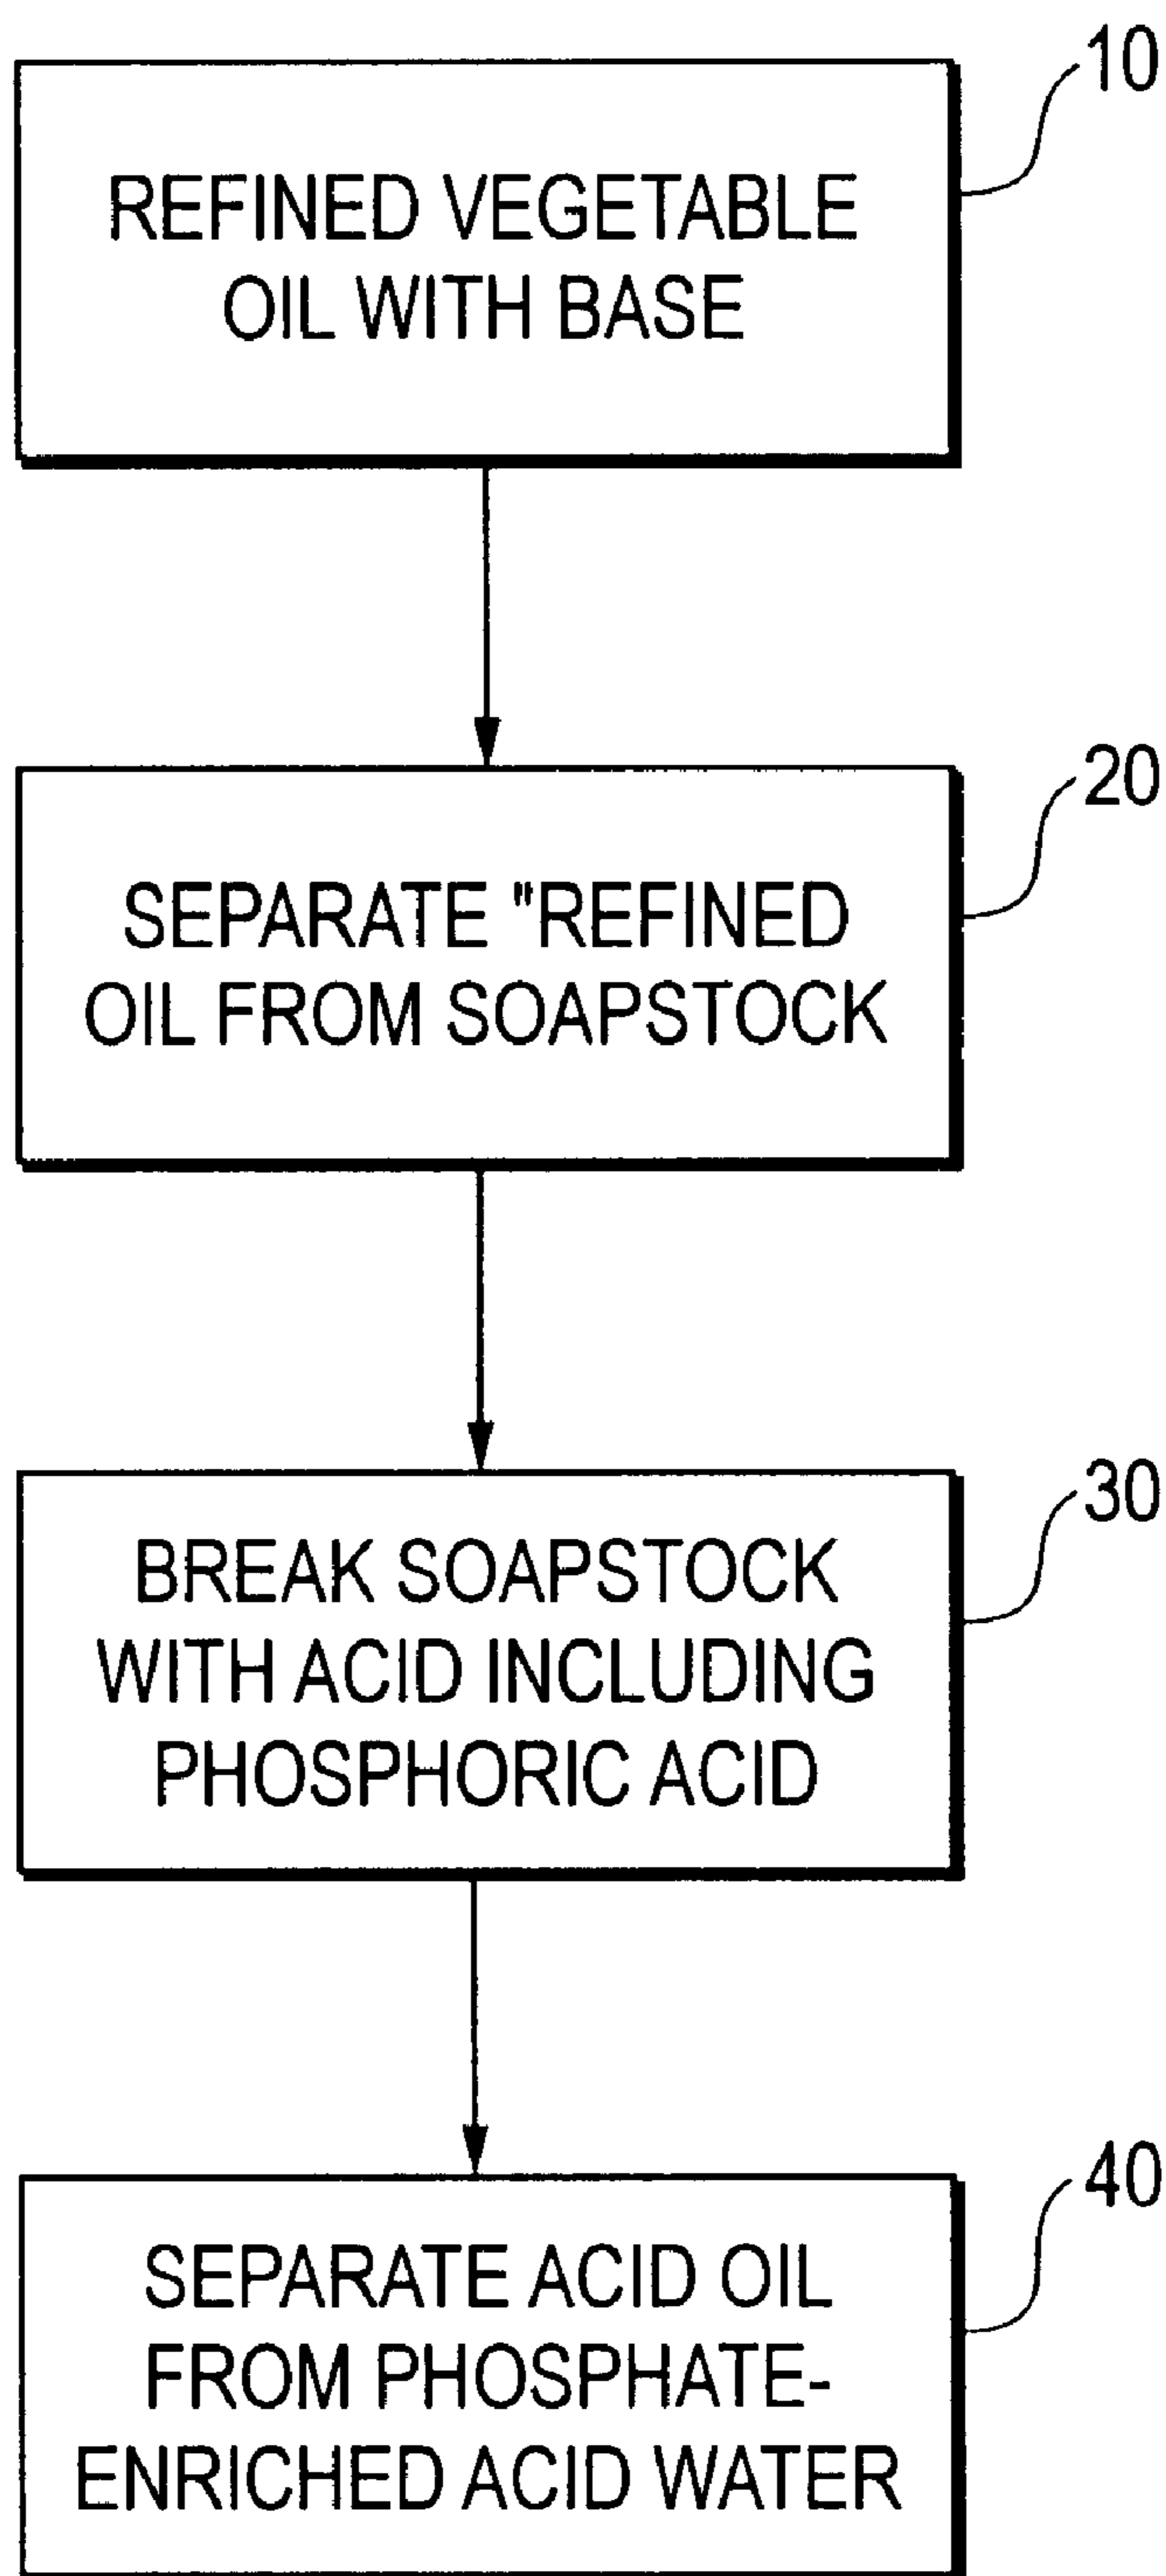 10
REFINED VEGETABLE
OIL WITH BASE
20
SEPARATE "REFINED
OIL FROM SOAPSTOCK
30
BREAK SOAPSTOCK
WITH ACID INCLUDING
PHOSPHORIC ACID
40
SEPARATE ACID OIL
FROM PHOSPHATE-
ENRICHED ACID WATER